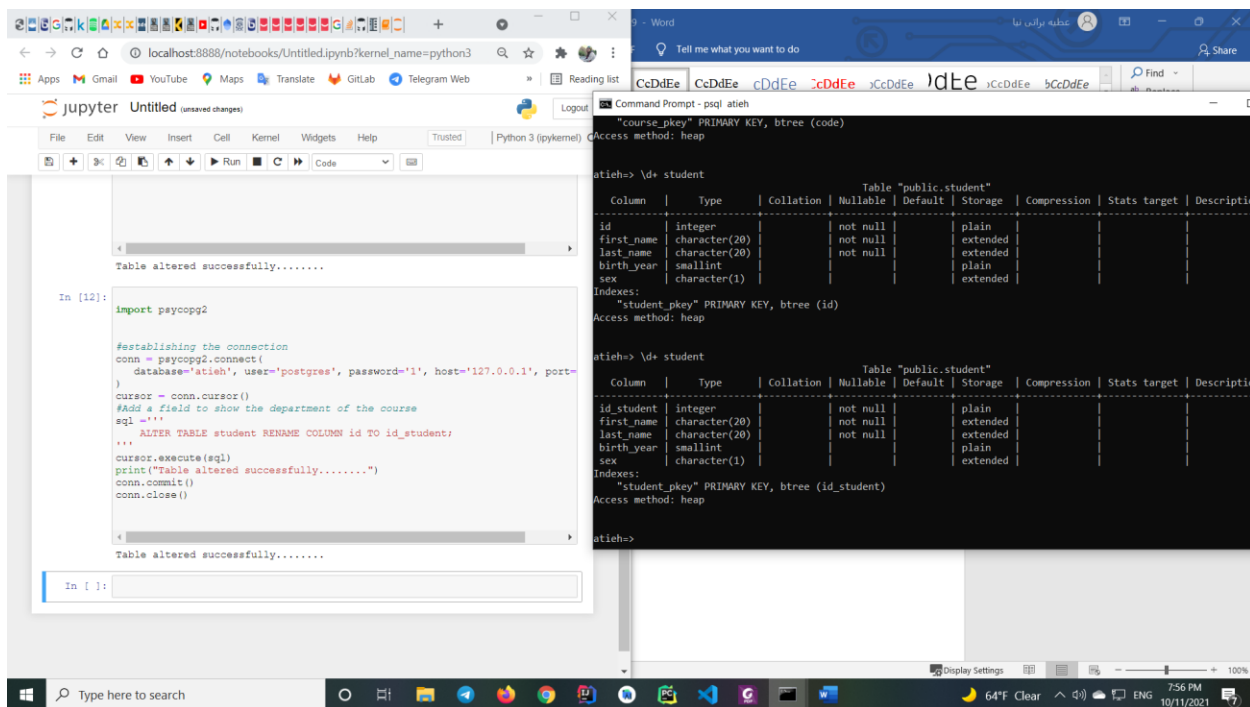 localhost:8888/notebooks/Untitled.ipynb?kernel_name=python3
Apps Gmail YouTube Maps Translate GitLab Telegram Web » Reading list
jupyter Untitled (unsaved changes) Logout
File Edit View Insert Cell Kernel Widgets Help Trusted Python 3 (ipykernel)
Run Code
Table altered successfully........
In [12]:
import psycopg2
#establishing the connection
conn = psycopg2.connect(
database='atieh', user='postgres', password='1', host='127.0.0.1', port=
)
cursor = conn.cursor()
#Add a field to show the department of the course
sql ='''
ALTER TABLE student RENAME COLUMN id TO id_student;
'''
cursor.execute(sql)
print("Table altered successfully........")
conn.commit()
conn.close()
Table altered successfully........
In [ ]:
9 - Word
عطیه براتی نیا
Tell me what you want to do
Share
CcDdEe CcDdEe cDdEe CcDdEe CcDdEe dEe CcDdEe bCcDdEe
Find
Command Prompt - psql atieh
"course_pkey" PRIMARY KEY, btree (code)
Access method: heap
atieh=> \d+ student
Table "public.student"
Column | Type | Collation | Nullable | Default | Storage | Compression | Stats target | Descriptio
id | integer | | not null | | plain | | |
first_name | character(20) | | not null | | extended | | |
last_name | character(20) | | not null | | extended | | |
birth_year | smallint | | | | plain | | |
sex | character(1) | | | | extended | | |
Indexes:
"student_pkey" PRIMARY KEY, btree (id)
Access method: heap
atieh=> \d+ student
Table "public.student"
Column | Type | Collation | Nullable | Default | Storage | Compression | Stats target | Descriptio
id_student | integer | | not null | | plain | | |
first_name | character(20) | | not null | | extended | | |
last_name | character(20) | | not null | | extended | | |
birth_year | smallint | | | | plain | | |
sex | character(1) | | | | extended | | |
Indexes:
"student_pkey" PRIMARY KEY, btree (id_student)
Access method: heap
atieh=>
Display Settings 100%
Type here to search
64°F Clear ENG 7:56 PM
10/11/2021